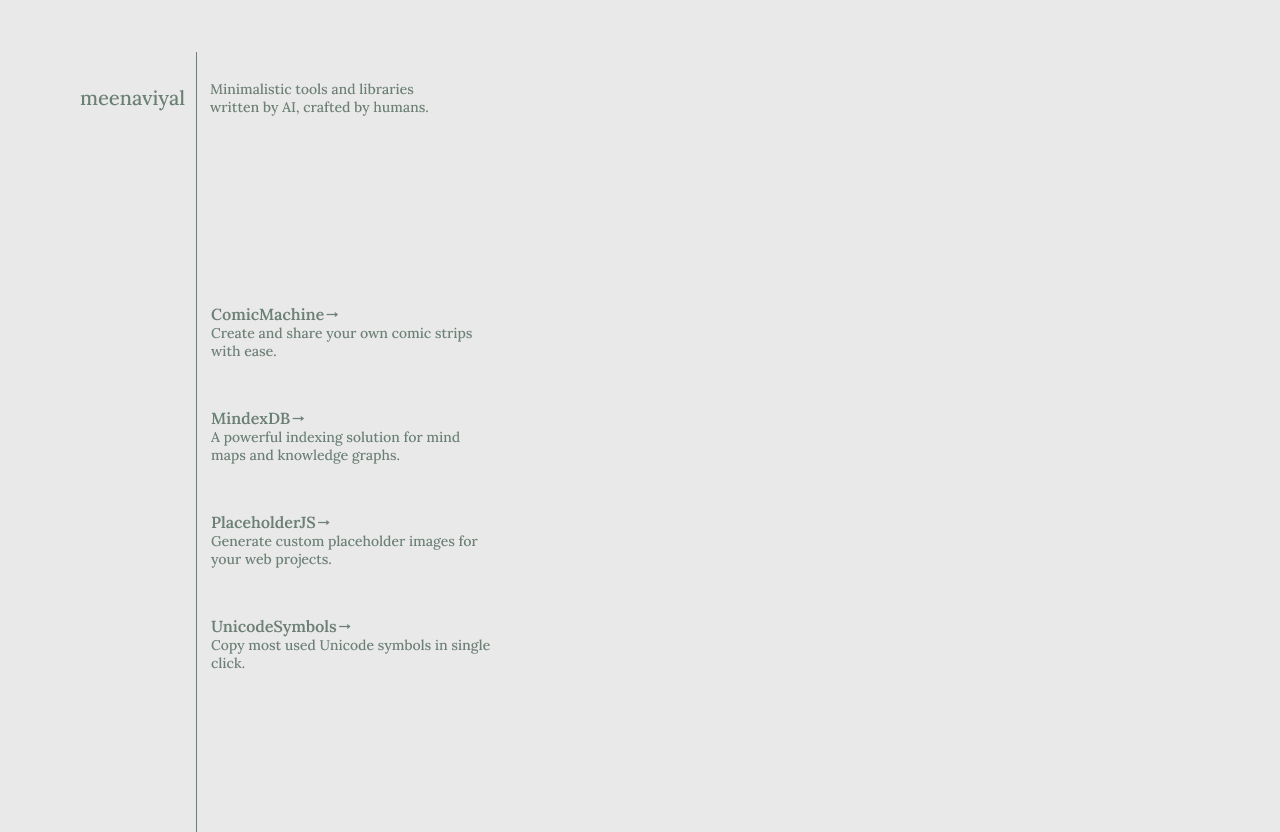 meenaviyal
Minimalistic tools and libraries
written by AI, crafted by humans.
ComicMachine→
Create and share your own comic strips
with ease.
MindexDB→
A powerful indexing solution for mind
maps and knowledge graphs.
PlaceholderJS→
Generate custom placeholder images for
your web projects.
UnicodeSymbols→
Copy most used Unicode symbols in single
click.